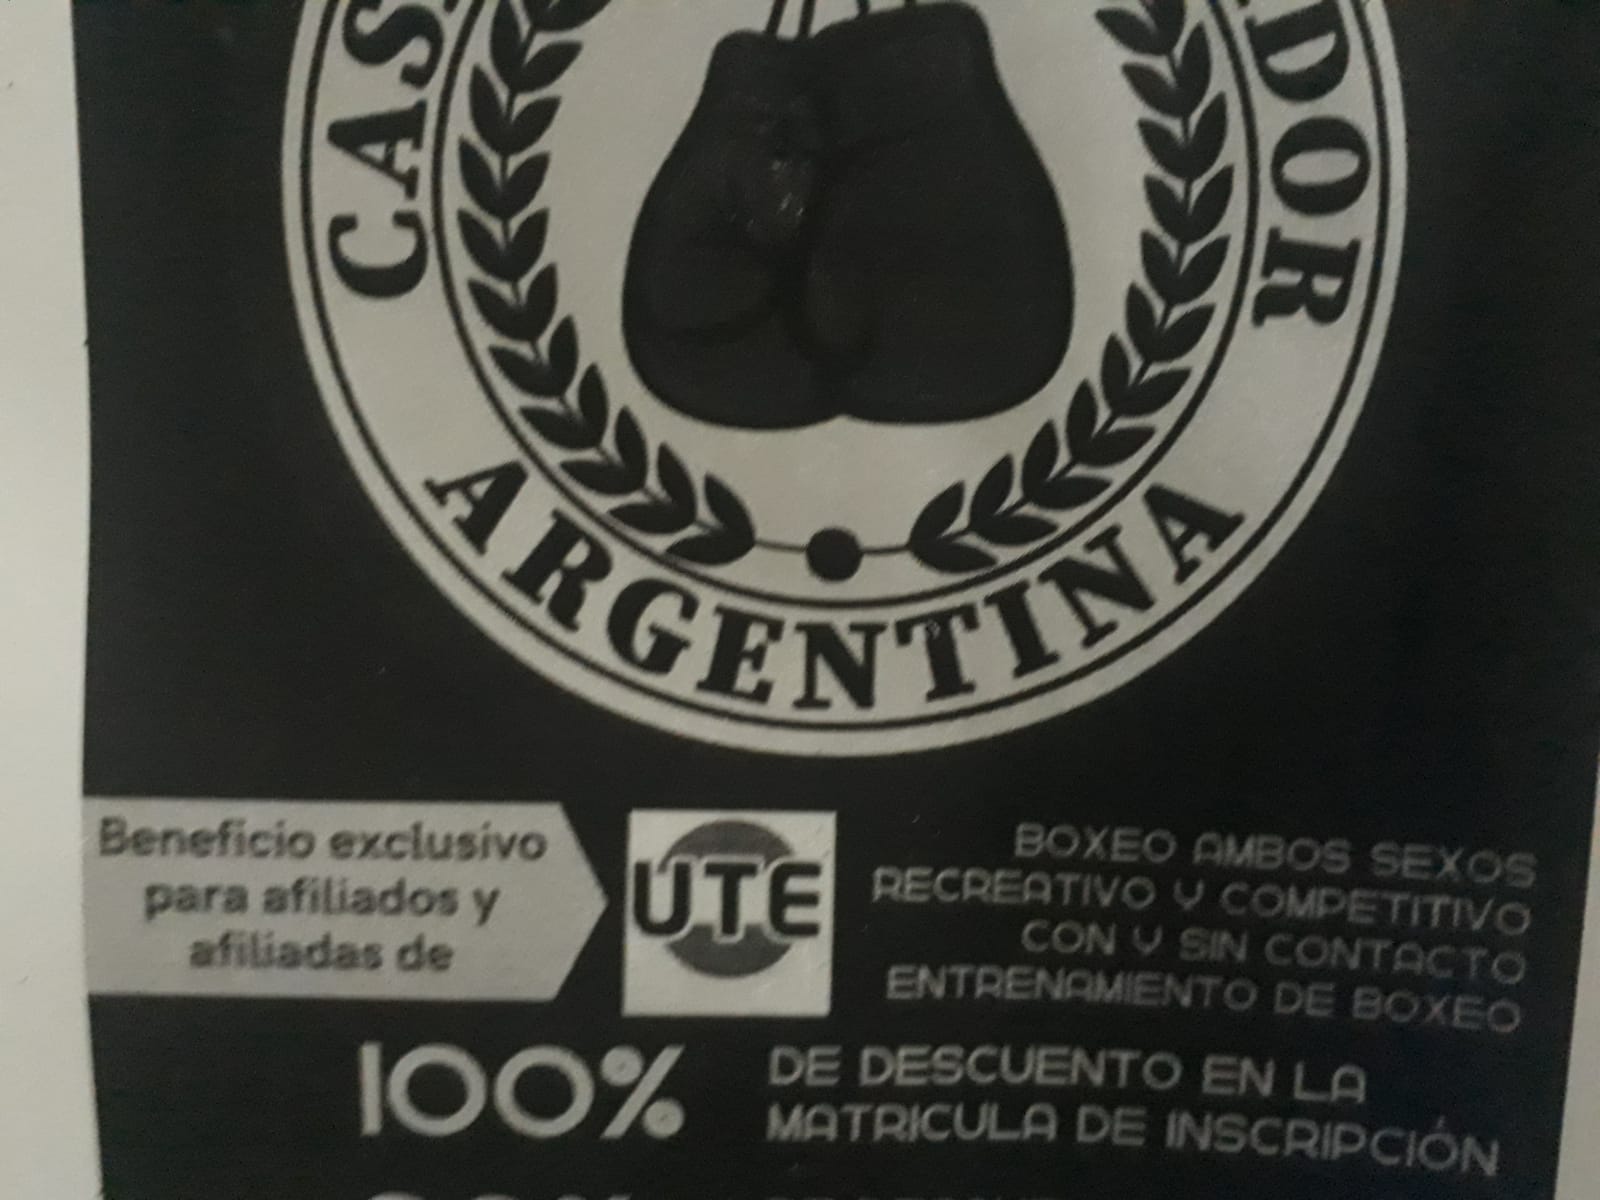 CAS
DOR
ARGENTINA
Beneficio exclusivo
para afiliados y
afiliadas de
UTE
BOXEO AMBOS SEXOS
RECREATIVO Y COMPETITIVO
CON Y SIN CONTACTO
ENTRENAMIENTO DE BOXEO
100%
DE DESCUENTO EN LA
MATRICULA DE INSCRIPCIÓN